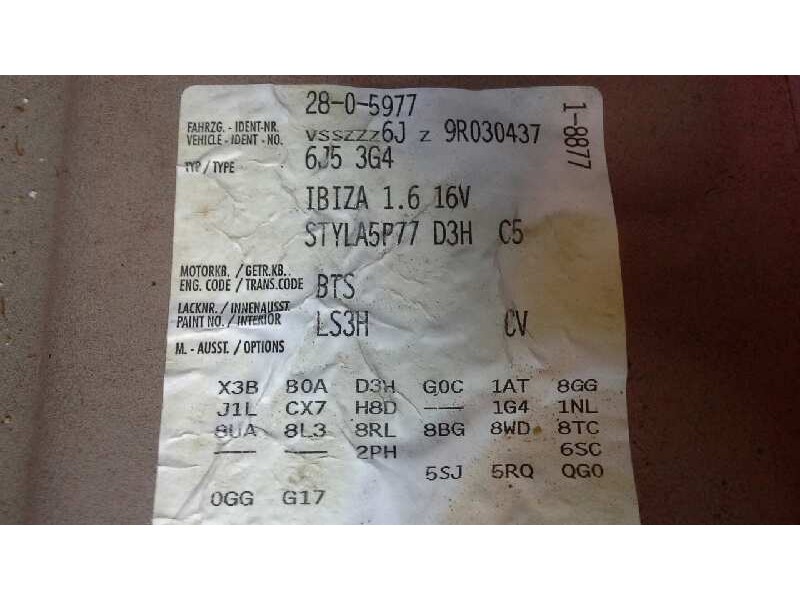 28-0-5977
1-8877
FAHRZG. - IDENT-NR. VSSZZZ6J Z 9R030437
VEHICLE - IDENT - NO.
TYP / TYPE 6J5 3G4
IBIZA 1.6 16V
STYLA5P77 D3H C5
MOTORKB. / GETR.KB.
ENG. CODE / TRANS.CODE BTS
LACKNR. / INNENAUSST.
PAINT NO. / INTERIOR LS3H CV
M. - AUSST. / OPTIONS
X3B B0A D3H G0C 1AT 8GG
J1L CX7 H8D --- 1G4 1NL
8UA 8L3 8RL 8BG 8WD 8TC
--- --- 2PH 6SC
5SJ 5RQ QG0
0GG G17